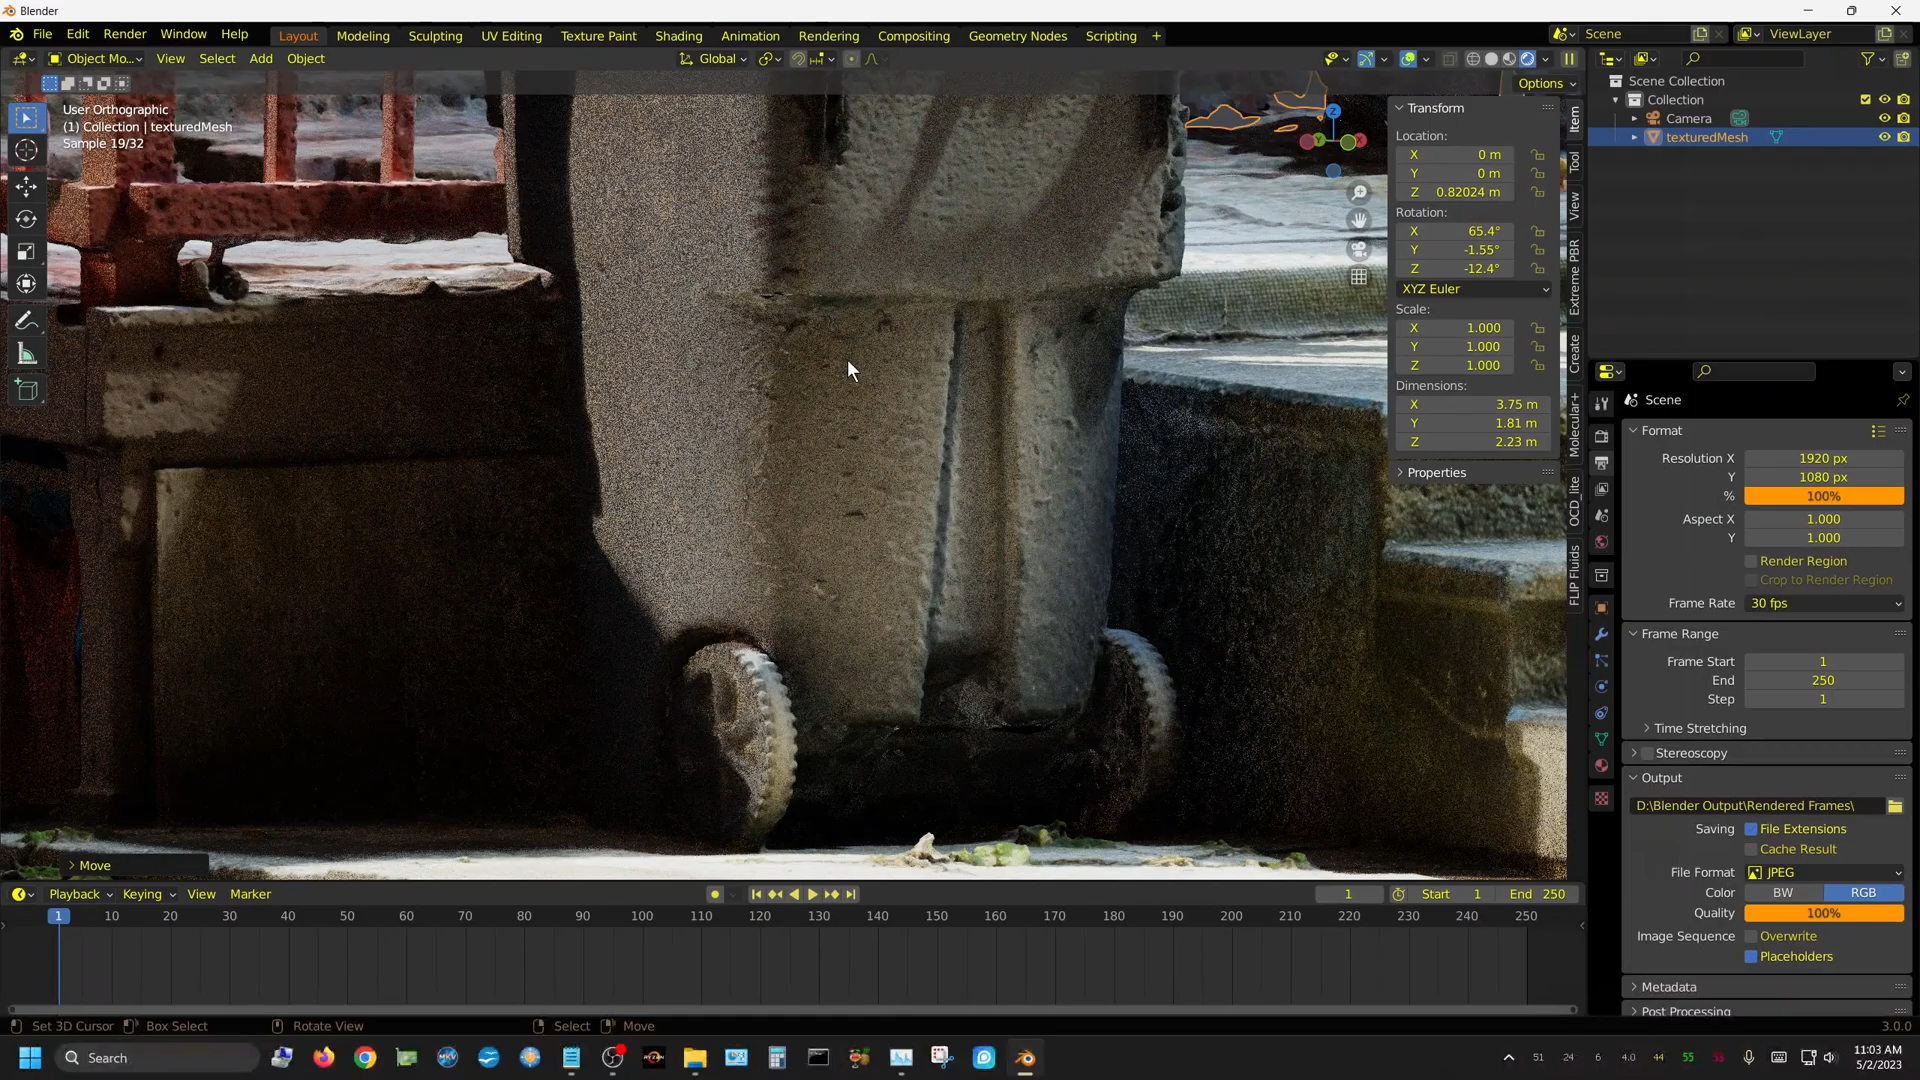 Blender
File Edit Render Window Help Layout Modeling Sculpting UV Editing Texture Paint Shading Animation Rendering Compositing Geometry Nodes Scripting + Scene ViewLayer
Object Mo... View Select Add Object Global
Options
User Orthographic
(1) Collection | texturedMesh
Sample 19/32
Transform
Location:
X 0 m
Y 0 m
Z 0.82024 m
Rotation:
X 65.4°
Y -1.55°
Z -12.4°
XYZ Euler
Scale:
X 1.000
Y 1.000
Z 1.000
Dimensions:
X 3.75 m
Y 1.81 m
Z 2.23 m
Properties
Item
Tool
View
Extreme PBR
Create
Molecular+
OCD_lite
FLIP Fluids
Z
Y
X
Scene Collection
Collection
Camera
texturedMesh
Scene
Format
Resolution X 1920 px
Y 1080 px
% 100%
Aspect X 1.000
Y 1.000
Render Region
Crop to Render Region
Frame Rate 30 fps
Frame Range
Frame Start 1
End 250
Step 1
Time Stretching
Stereoscopy
Output
D:\Blender Output\Rendered Frames\
Saving File Extensions
Cache Result
File Format JPEG
Color BW RGB
Quality 100%
Image Sequence Overwrite
Placeholders
Metadata
Post Processing
Move
Playback Keying View Marker 1 Start 1 End 250
1 10 20 30 40 50 60 70 80 90 100 110 120 130 140 150 160 170 180 190 200 210 220 230 240 250
Set 3D Cursor Box Select Rotate View Select Move 3.0.0
Search MKV RYZEN 51 24 6 4.0 44 55 11:03 AM
5/2/2023